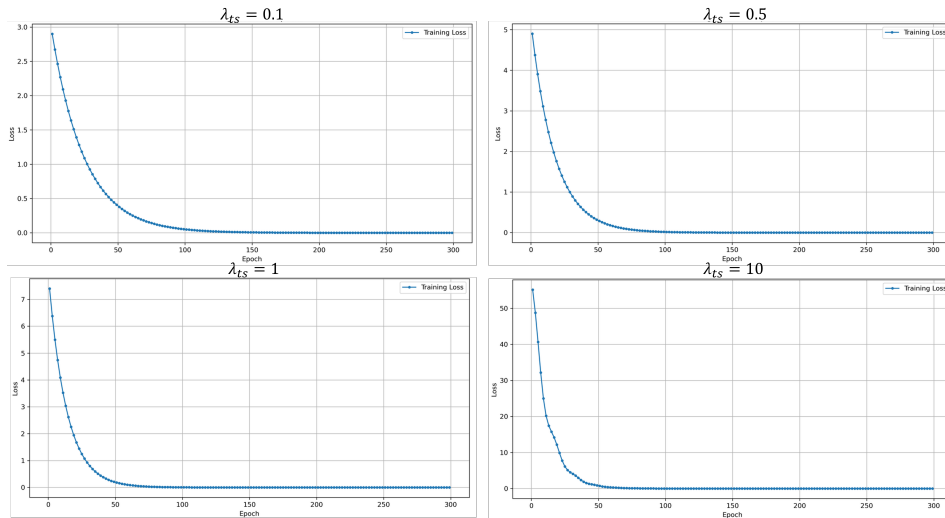 λ_ts = 0.1
3.0
2.5
2.0
1.5
1.0
0.5
0.0
Loss
Training Loss
0 50 100 150 200 250 300
Epoch
λ_ts = 0.5
5
4
3
2
1
0
Loss
Training Loss
0 50 100 150 200 250 300
Epoch
λ_ts = 1
7
6
5
4
3
2
1
0
Loss
Training Loss
0 50 100 150 200 250 300
Epoch
λ_ts = 10
50
40
30
20
10
0
Loss
Training Loss
0 50 100 150 200 250 300
Epoch